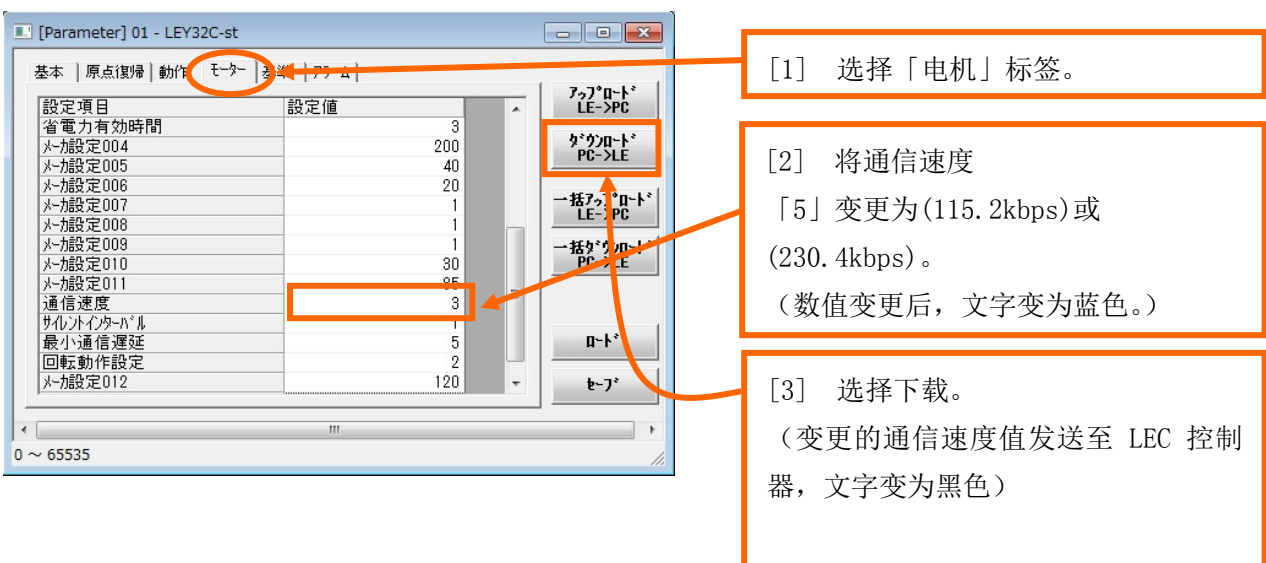 [Parameter] 01 - LEY32C-st
基本 原点復帰 動作 モーター
設定項目 設定値
省電力有効時間 3
メーカ設定004 200
メーカ設定005 40
メーカ設定006 20
メーカ設定007 1
メーカ設定008 1
メーカ設定009 1
メーカ設定010 30
メーカ設定011
通信速度 3
サイレントインターバル 1
最小通信遅延 5
回転動作設定 2
メーカ設定012 120
0 ～ 65535
アップロード
LE->PC
ダウンロード
PC->LE
一括アップロード
LE->PC
一括ダウンロード
PC->LE
ロード
セーブ
[1] 选择「电机」标签。
[2] 将通信速度
「5」变更为(115.2kbps)或
(230.4kbps)。
（数值变更后，文字变为蓝色。）
[3] 选择下载。
（变更的通信速度值发送至 LEC 控制
器，文字变为黑色）